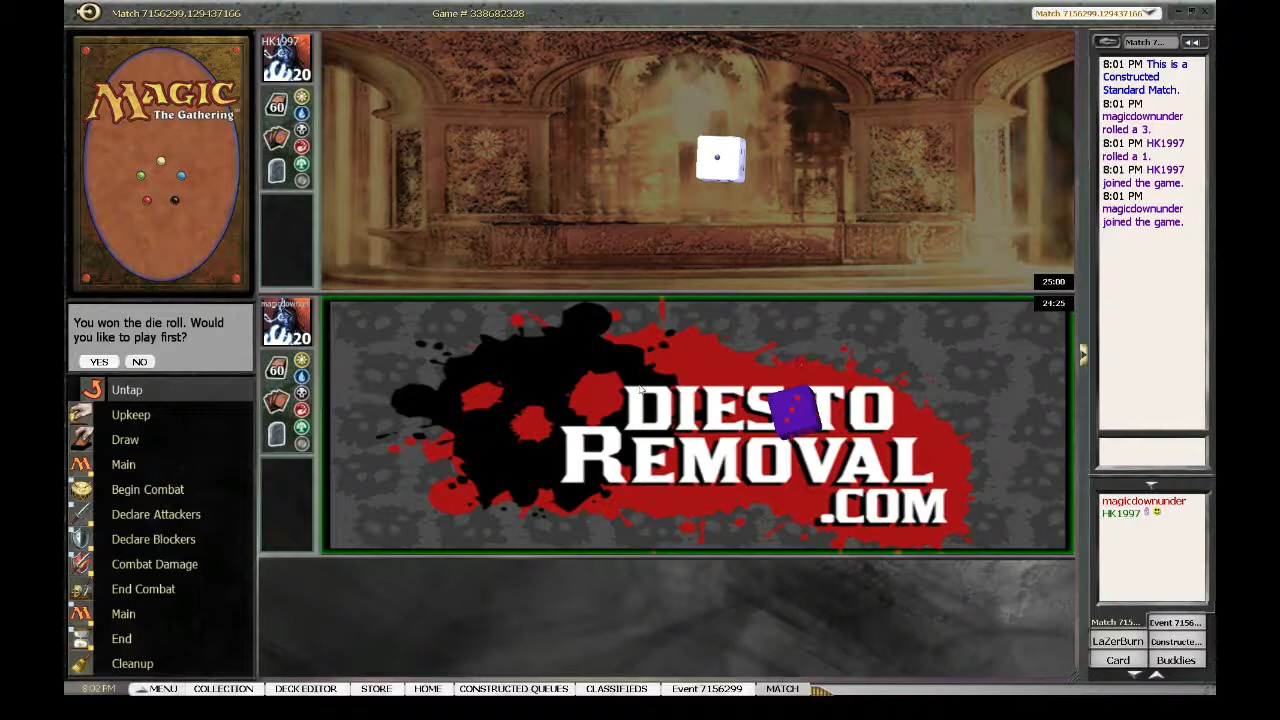 Match 7156299.129437166
Game # 338682328
Match 7156299.129437166
MAGIC
The Gathering
HK1997
20
60
25:00
Match 7...
8:01 PM This is a
Constructed
Standard Match.
8:01 PM
magicdownunder
rolled a 3.
8:01 PM HK1997
rolled a 1.
8:01 PM HK1997
joined the game.
8:01 PM
magicdownunder
joined the game.
You won the die roll. Would
you like to play first?
YES NO
20
60
24:25
DIES TO
REMOVAL
.COM
Untap
Upkeep
Draw
Main
Begin Combat
Declare Attackers
Declare Blockers
Combat Damage
End Combat
Main
End
Cleanup
magicdownunder
HK1997
Match 715... Event 7156...
LaZerBurn Constructe...
Card Buddies
8:02 PM MENU COLLECTION DECK EDITOR STORE HOME CONSTRUCTED QUEUES CLASSIFIEDS Event 7156299 MATCH